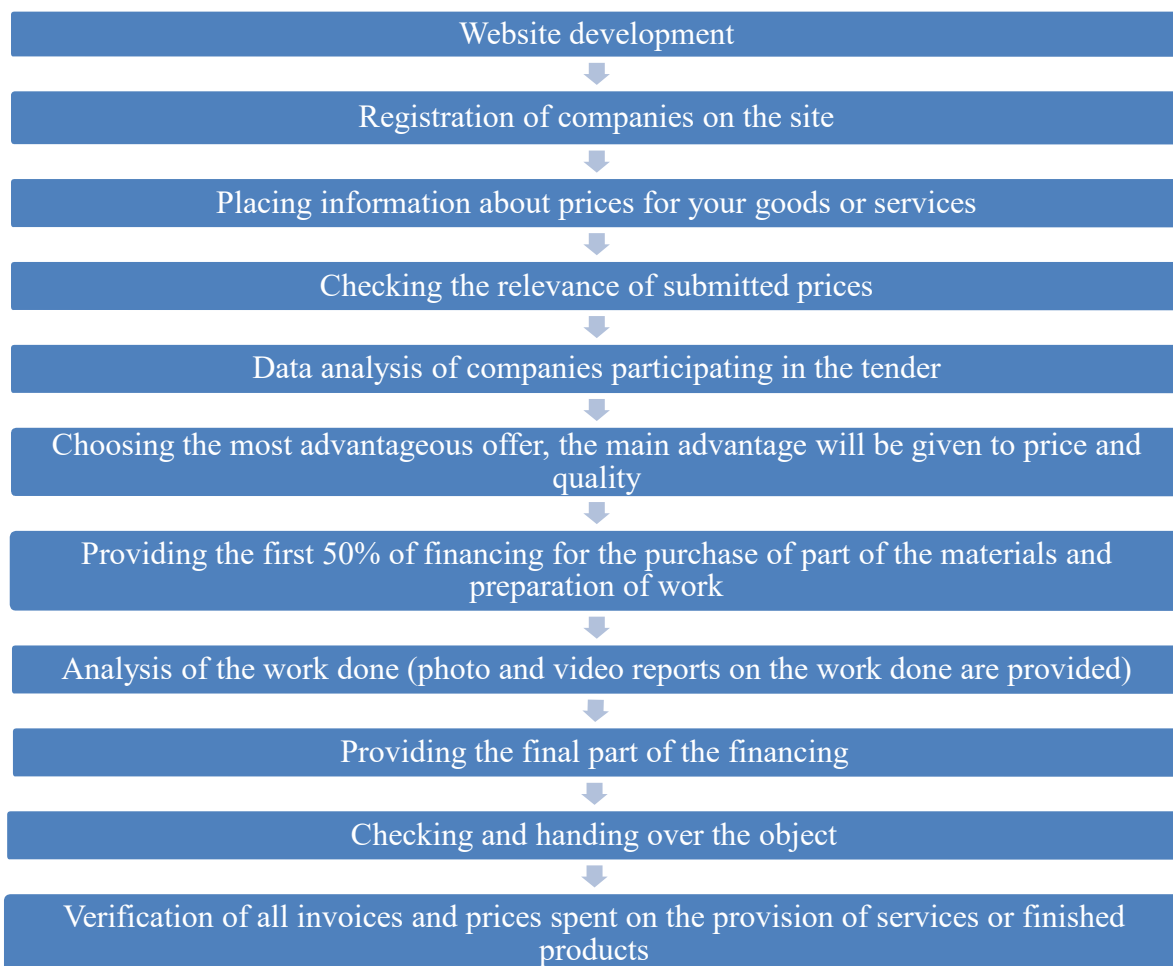 Website development
Registration of companies on the site
Placing information about prices for your goods or services
Checking the relevance of submitted prices
Data analysis of companies participating in the tender
Choosing the most advantageous offer, the main advantage will be given to price and
quality
Providing the first 50% of financing for the purchase of part of the materials and
preparation of work
Analysis of the work done (photo and video reports on the work done are provided)
Providing the final part of the financing
Checking and handing over the object
Verification of all invoices and prices spent on the provision of services or finished
products